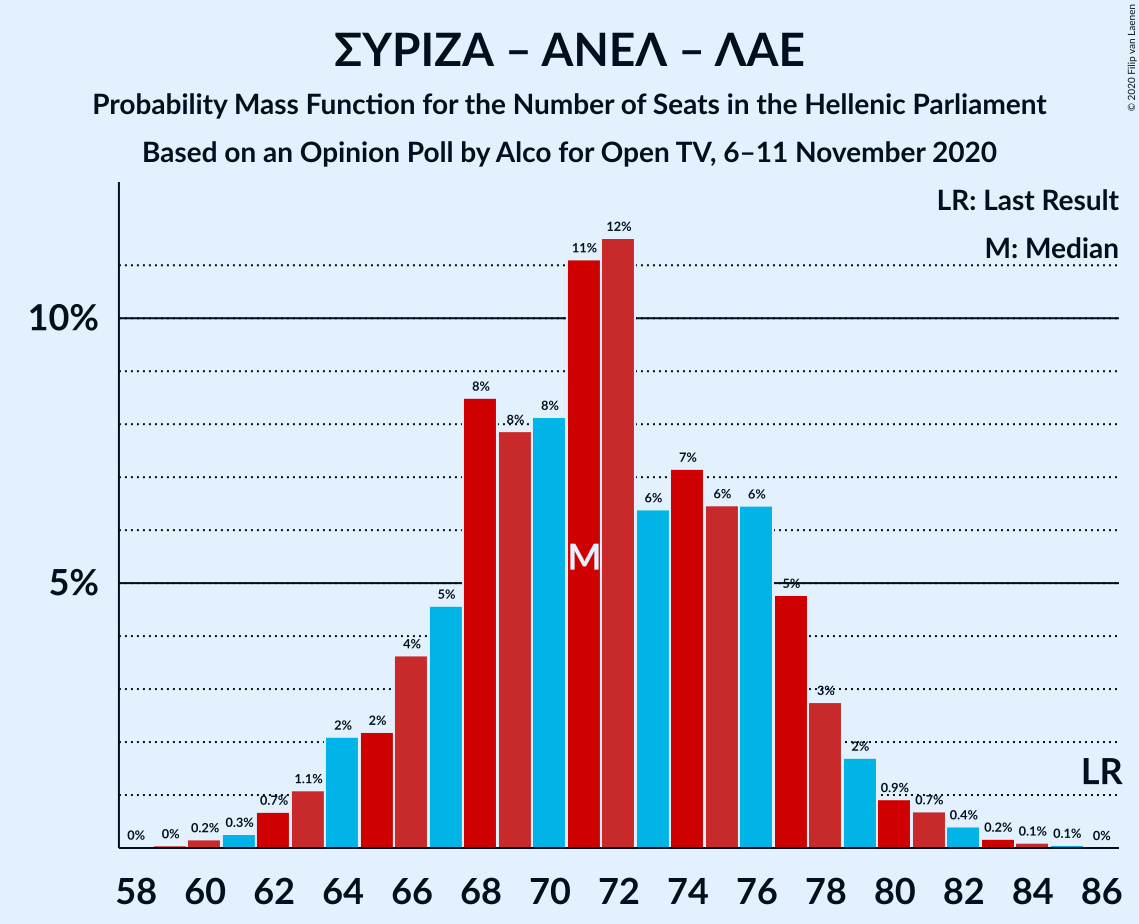 ΣΥΡΙΖΑ – ΑΝΕΛ – ΛΑΕ
Probability Mass Function for the Number of Seats in the Hellenic Parliament
Based on an Opinion Poll by Alco for Open TV, 6–11 November 2020
© 2020 Filip van Laenen
LR: Last Result
M: Median
10%
5%
0% 0% 0.2% 0.3% 0.7% 1.1% 2% 2% 4% 5% 8% 8% 8% 11% 12% 6% 7% 6% 6% 5% 3% 2% 0.9% 0.7% 0.4% 0.2% 0.1% 0.1% 0%
M
LR
58 60 62 64 66 68 70 72 74 76 78 80 82 84 86